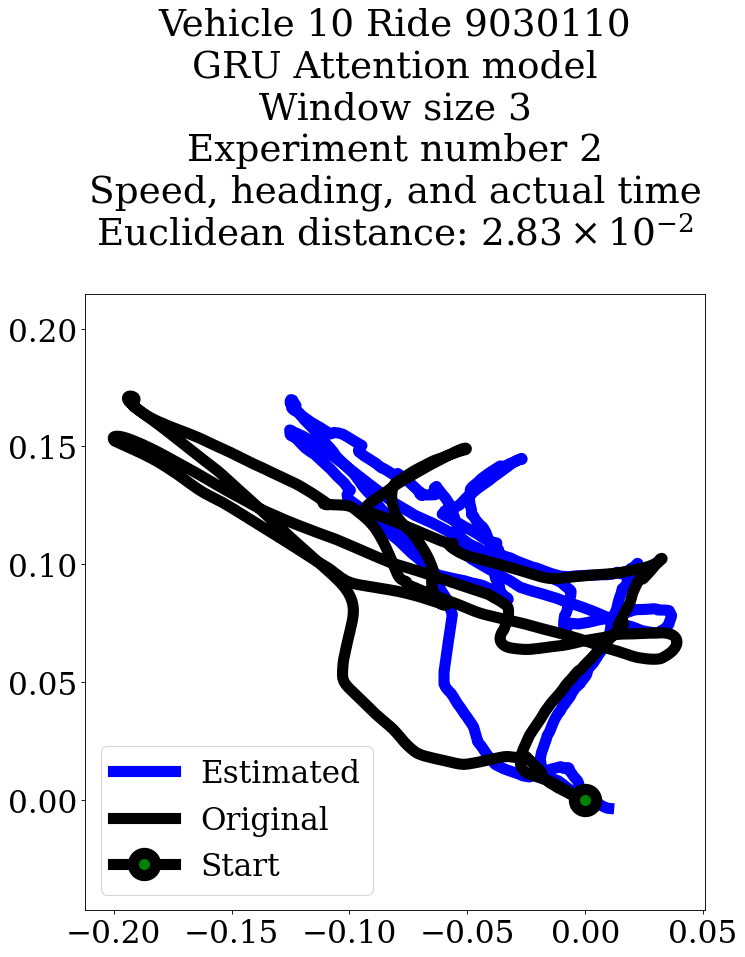 Vehicle 10 Ride 9030110
GRU Attention model
Window size 3
Experiment number 2
Speed, heading, and actual time
Euclidean distance: 2.83 × 10⁻²
0.20
0.15
0.10
0.05
0.00
Estimated
Original
Start
−0.20 −0.15 −0.10 −0.05 0.00 0.05